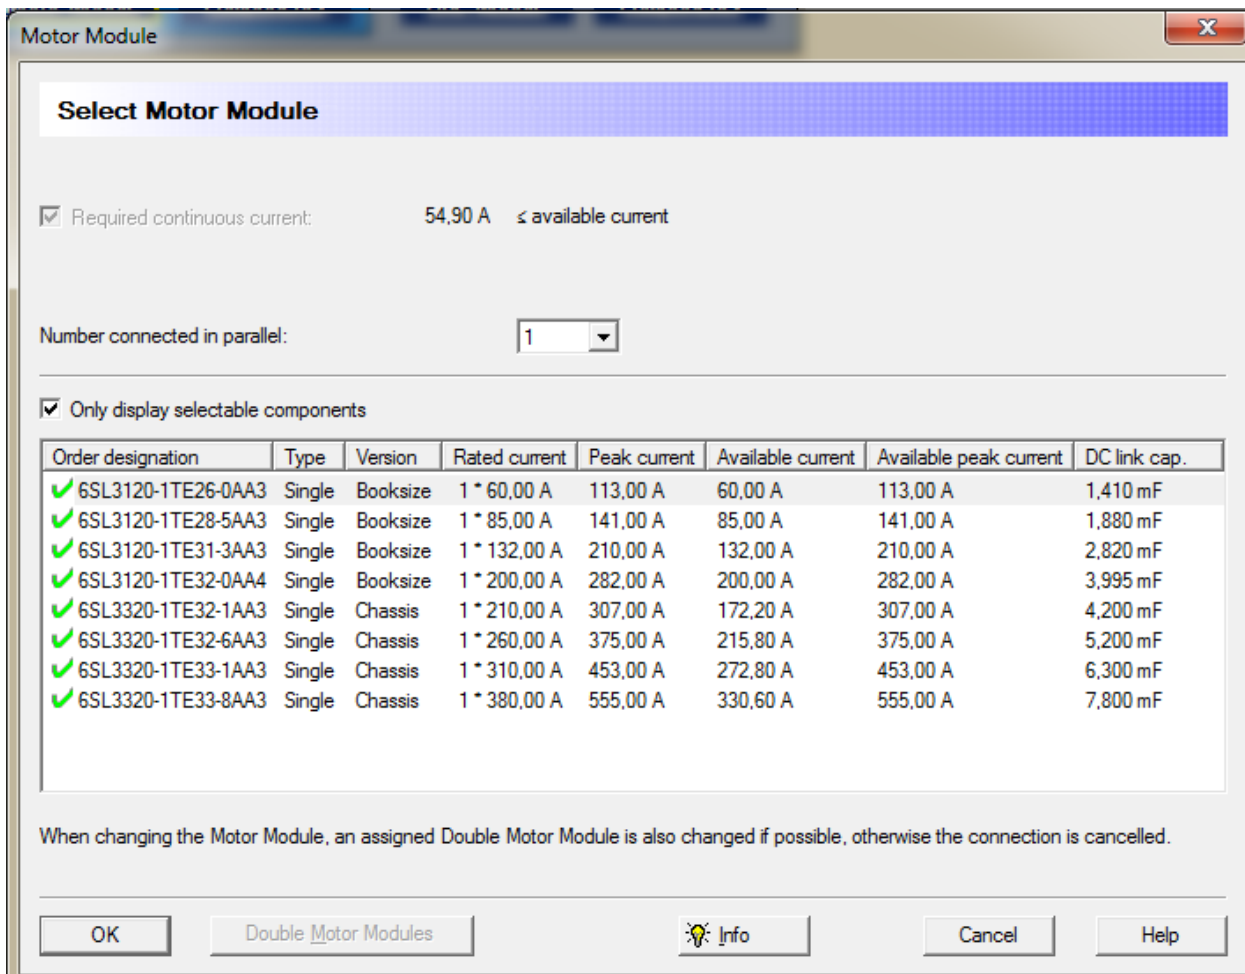 Motor Module
X
Select Motor Module
Required continuous current: 54,90 A ≤ available current
Number connected in parallel: 1
Only display selectable components
Order designation Type Version Rated current Peak current Available current Available peak current DC link cap.
6SL3120-1TE26-0AA3 Single Booksize 1 * 60,00 A 113,00 A 60,00 A 113,00 A 1,410 mF
6SL3120-1TE28-5AA3 Single Booksize 1 * 85,00 A 141,00 A 85,00 A 141,00 A 1,880 mF
6SL3120-1TE31-3AA3 Single Booksize 1 * 132,00 A 210,00 A 132,00 A 210,00 A 2,820 mF
6SL3120-1TE32-0AA4 Single Booksize 1 * 200,00 A 282,00 A 200,00 A 282,00 A 3,995 mF
6SL3320-1TE32-1AA3 Single Chassis 1 * 210,00 A 307,00 A 172,20 A 307,00 A 4,200 mF
6SL3320-1TE32-6AA3 Single Chassis 1 * 260,00 A 375,00 A 215,80 A 375,00 A 5,200 mF
6SL3320-1TE33-1AA3 Single Chassis 1 * 310,00 A 453,00 A 272,80 A 453,00 A 6,300 mF
6SL3320-1TE33-8AA3 Single Chassis 1 * 380,00 A 555,00 A 330,60 A 555,00 A 7,800 mF
When changing the Motor Module, an assigned Double Motor Module is also changed if possible, otherwise the connection is cancelled.
OK Double Motor Modules Info Cancel Help